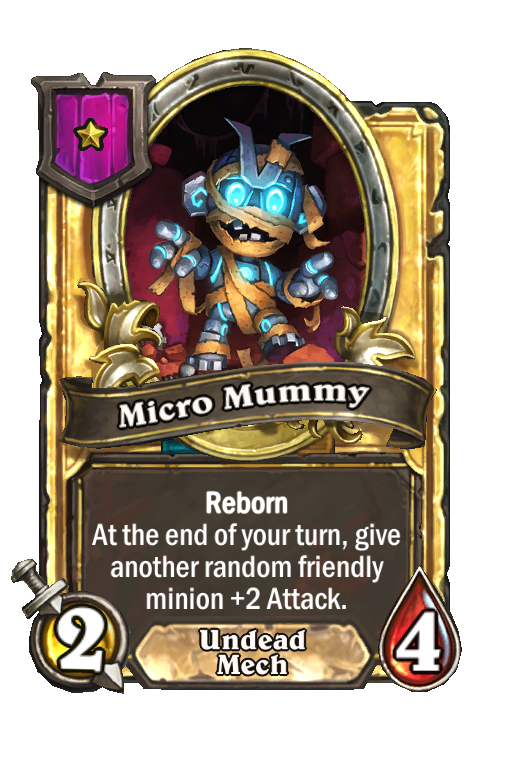 Micro Mummy
Reborn
At the end of your turn, give
another random friendly
minion +2 Attack.
2
Undead
Mech
4